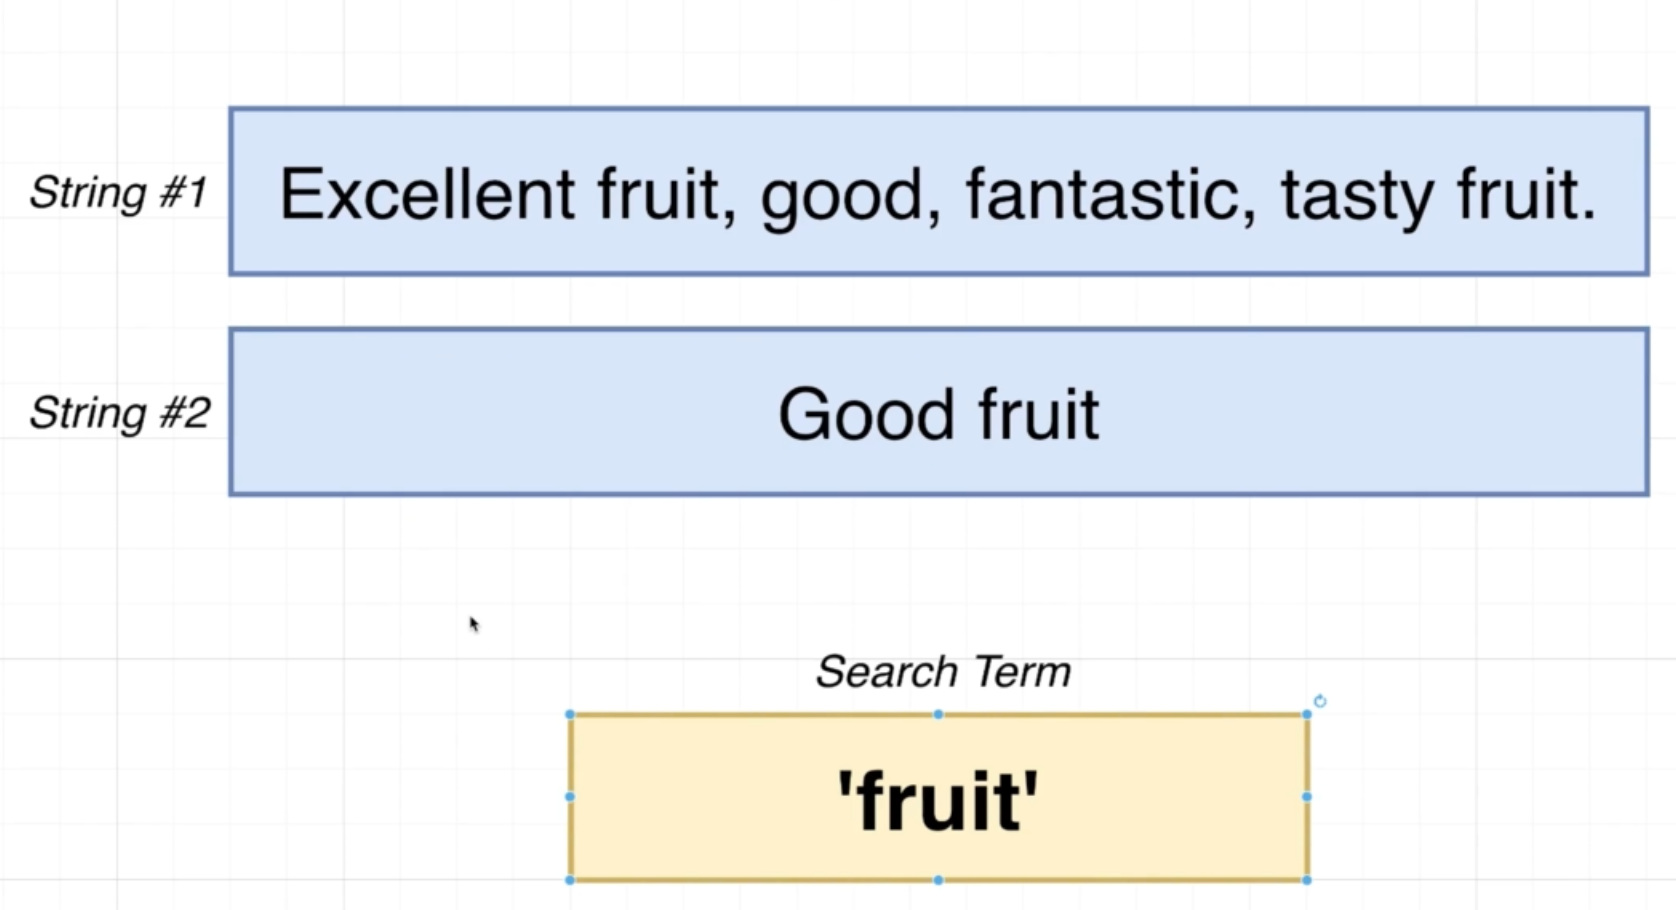 String #1
Excellent fruit, good, fantastic, tasty fruit.
String #2
Good fruit
Search Term
'fruit'